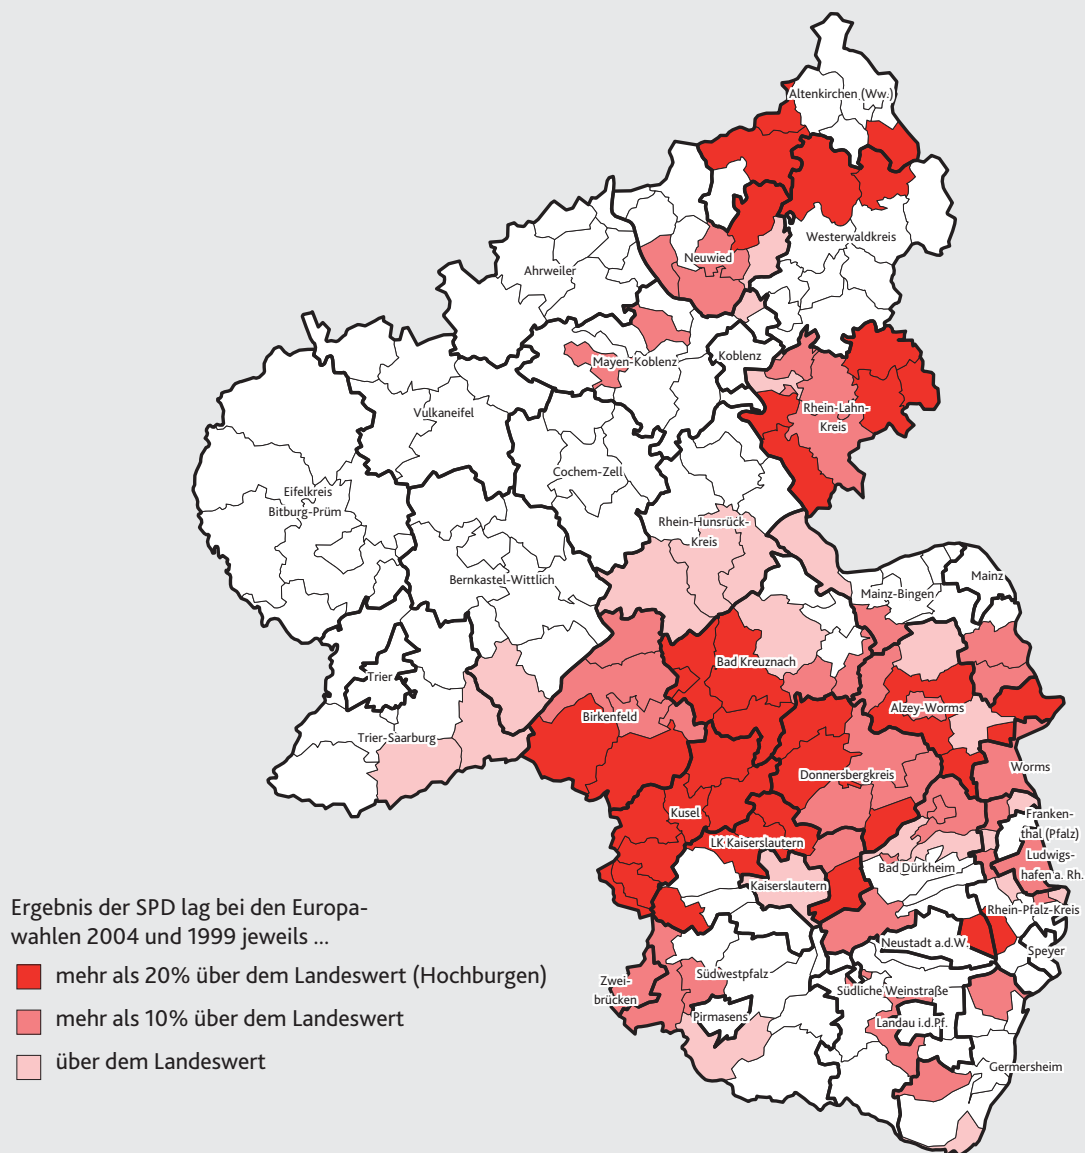 Altenkirchen (Ww.)
Westerwaldkreis
Neuwied
Ahrweiler
Mayen-Koblenz
Koblenz
Rhein-Lahn-
Kreis
Vulkaneifel
Cochem-Zell
Eifelkreis
Bitburg-Prüm
Rhein-Hunsrück-
Kreis
Bernkastel-Wittlich
Mainz
Mainz-Bingen
Bad Kreuznach
Trier
Birkenfeld
Alzey-Worms
Trier-Saarburg
Donnersbergkreis
Worms
Kusel
Franken-
thal (Pfalz)
LK Kaiserslautern
Ludwigs-
hafen a. Rh.
Bad Dürkheim
Kaiserslautern
Rhein-Pfalz-Kreis
Neustadt a.d.W.
Speyer
Südwestpfalz
Zwei-
brücken
Südliche Weinstraße
Pirmasens
Landau i.d.Pf.
Germersheim
Ergebnis der SPD lag bei den Europa-
wahlen 2004 und 1999 jeweils ...
mehr als 20% über dem Landeswert (Hochburgen)
mehr als 10% über dem Landeswert
über dem Landeswert